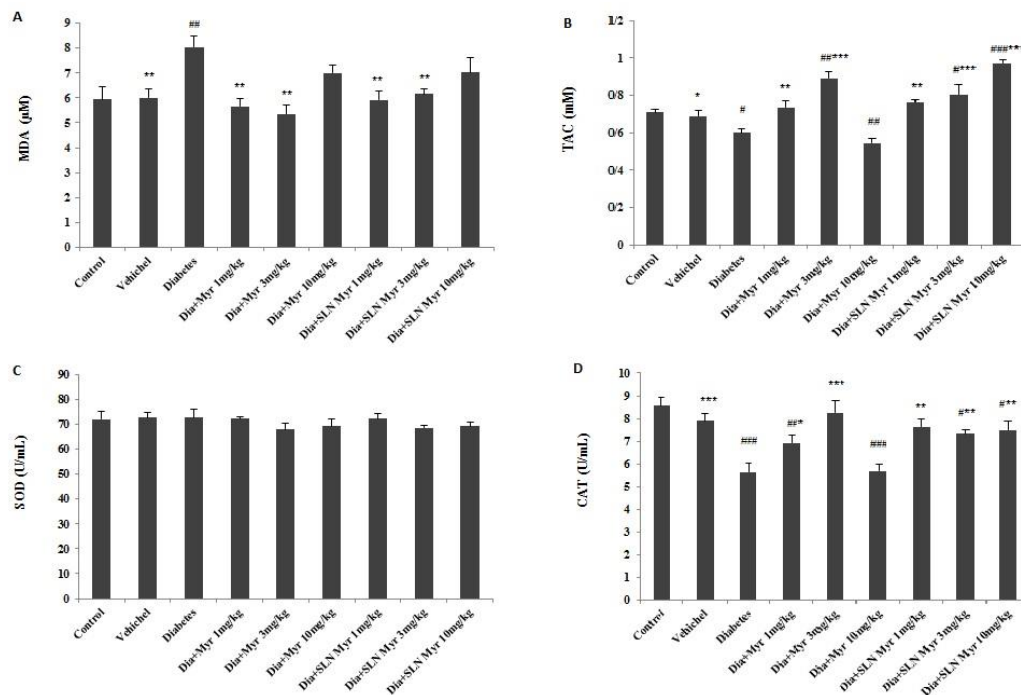 A
MDA (µM)
9
8
7
6
5
4
3
2
1
0
** ## ** ** ** **
Control
Vehichel
Diabetes
Dia+Myr 1mg/kg
Dia+Myr 3mg/kg
Dia+Myr 10mg/kg
Dia+SLN Myr 1mg/kg
Dia+SLN Myr 3mg/kg
Dia+SLN Myr 10mg/kg
B
TAC (mM)
1/2
1
0/8
0/6
0/4
0/2
0
* # ** ##*** ## ** #*** ###***
Control
Vehichel
Diabetes
Dia+Myr 1mg/kg
Dia+Myr 3mg/kg
Dia+Myr 10mg/kg
Dia+SLN Myr 1mg/kg
Dia+SLN Myr 3mg/kg
Dia+SLN Myr 10mg/kg
C
SOD (U/mL)
90
80
70
60
50
40
30
20
10
0
Control
Vehichel
Diabetes
Dia+Myr 1mg/kg
Dia+Myr 3mg/kg
Dia+Myr 10mg/kg
Dia+SLN Myr 1mg/kg
Dia+SLN Myr 3mg/kg
Dia+SLN Myr 10mg/kg
D
CAT (U/mL)
10
9
8
7
6
5
4
3
2
1
0
*** ### ##* *** ### ** #** #**
Control
Vehichel
Diabetes
Dia+Myr 1mg/kg
Dia+Myr 3mg/kg
Dia+Myr 10mg/kg
Dia+SLN Myr 1mg/kg
Dia+SLN Myr 3mg/kg
Dia+SLN Myr 10mg/kg